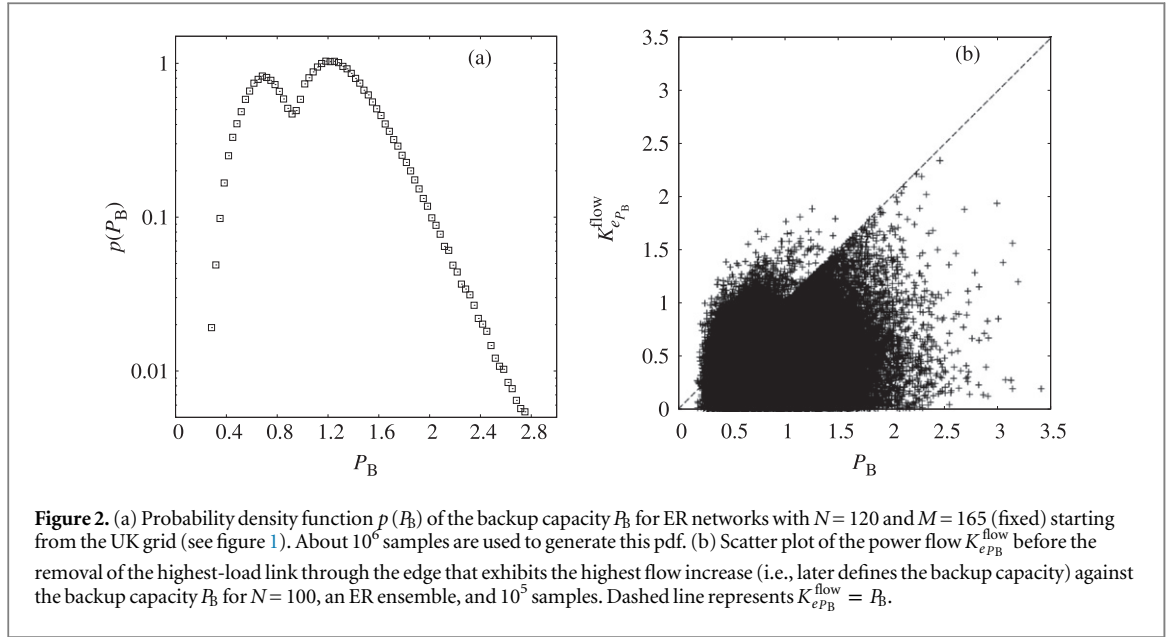 (a)
1
0.1
0.01
p(P_B)
0 0.4 0.8 1.2 1.6 2 2.4 2.8
P_B
(b)
3.5
3
2.5
2
1.5
1
0.5
0
K^flow_{e_{P_B}}
0 0.5 1 1.5 2 2.5 3 3.5
P_B
Figure 2. (a) Probability density function p (P_B) of the backup capacity P_B for ER networks with N = 120 and M = 165 (fixed) starting
from the UK grid (see figure 1). About 10^6 samples are used to generate this pdf. (b) Scatter plot of the power flow K^flow_{e_{P_B}} before the
removal of the highest-load link through the edge that exhibits the highest flow increase (i.e., later defines the backup capacity) against
the backup capacity P_B for N = 100, an ER ensemble, and 10^5 samples. Dashed line represents K^flow_{e_{P_B}} = P_B.